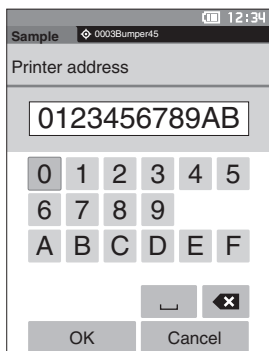 12:34
Sample 0003Bumper45
Printer address
0123456789AB
0 1 2 3 4 5
6 7 8 9
A B C D E F
OK Cancel